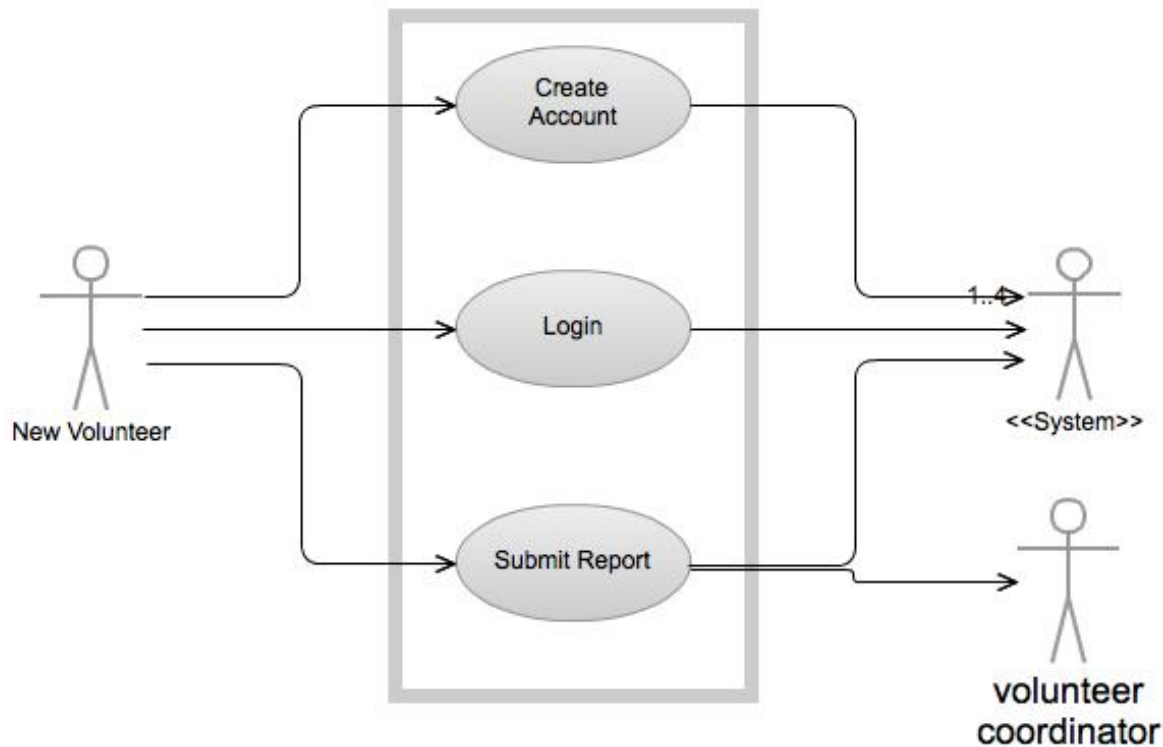 Create
Account
1..4
Login
New Volunteer
<<System>>
Submit Report
volunteer
coordinator